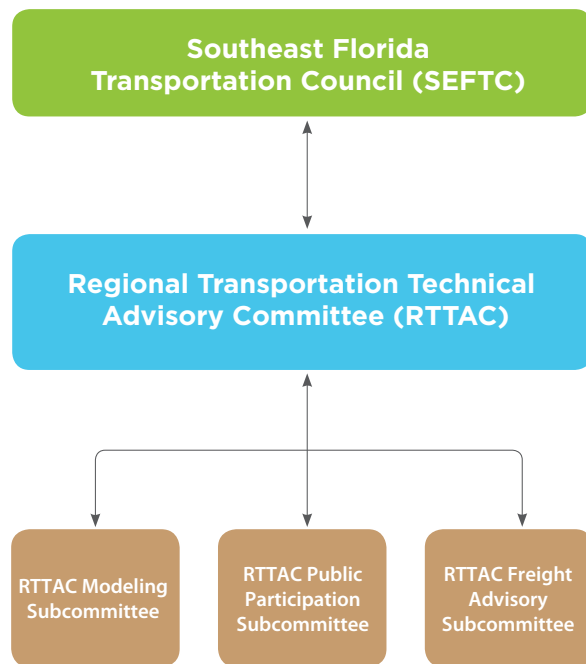 Southeast Florida
Transportation Council (SEFTC)
Regional Transportation Technical
Advisory Committee (RTTAC)
RTTAC Modeling
Subcommittee
RTTAC Public
Participation
Subcommittee
RTTAC Freight
Advisory
Subcommittee